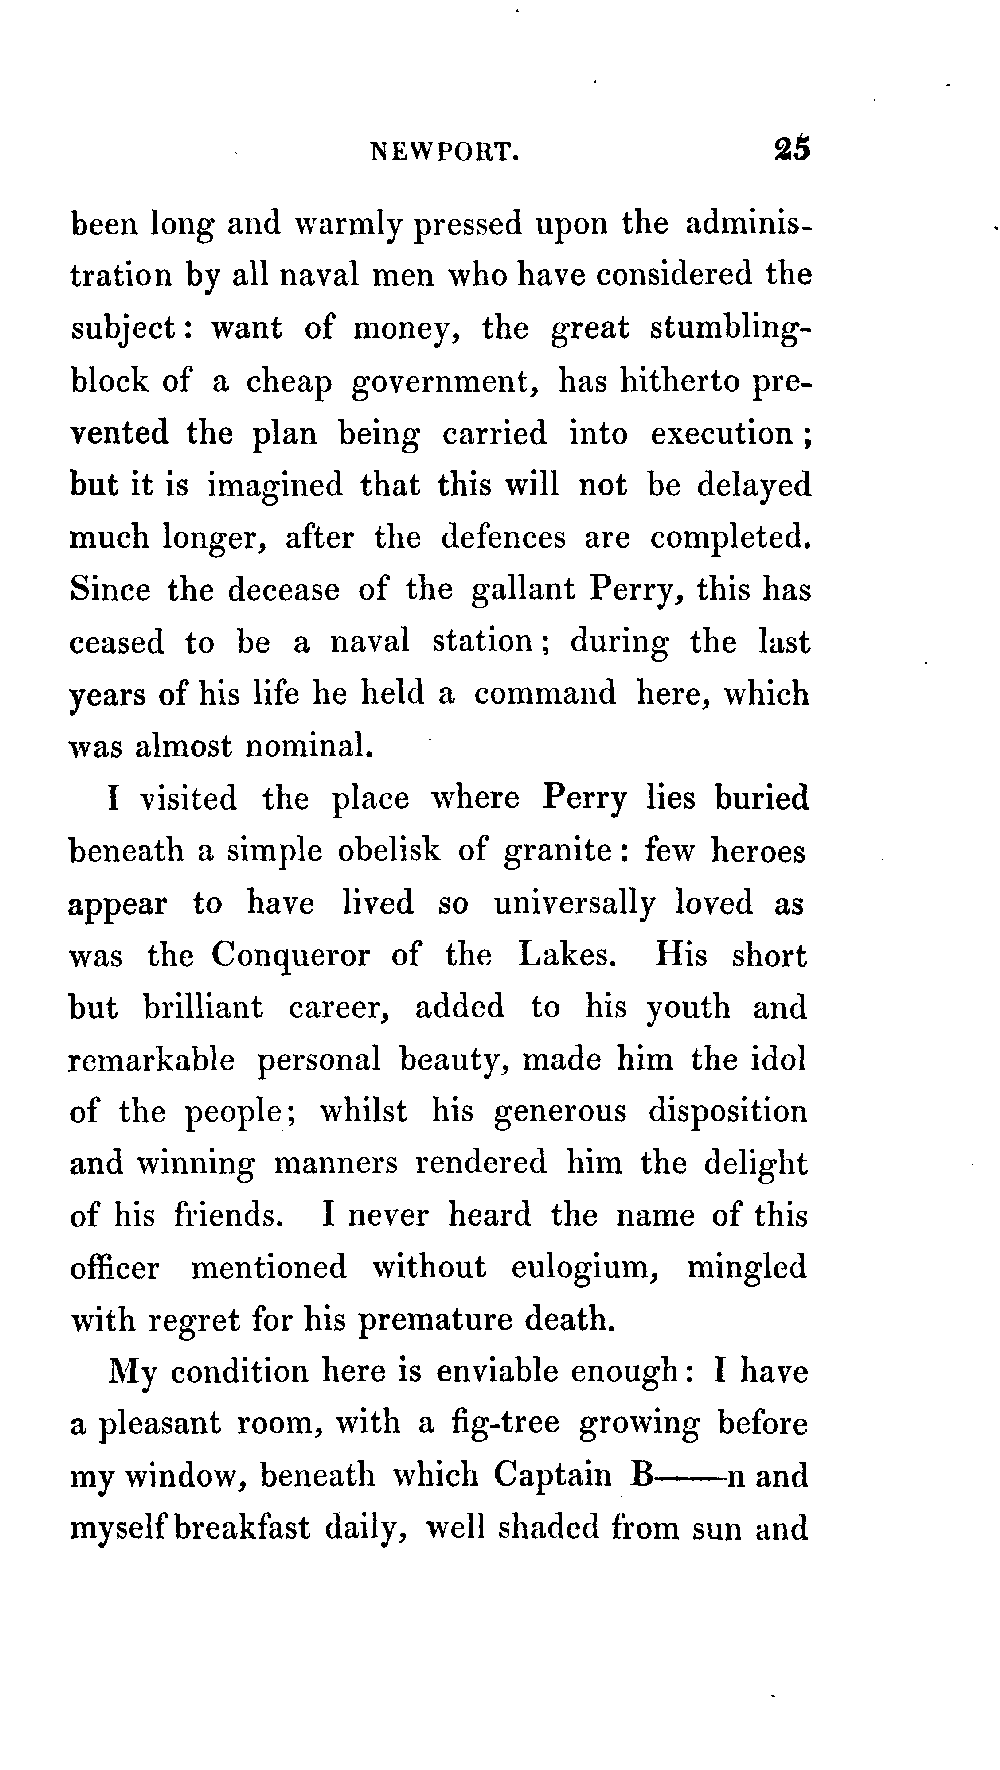 NEWPORT. 25
been long and warmly pressed upon the adminis-
tration by all naval men who have considered the
subject: want of money, the great stumbling-
block of a cheap government, has hitherto pre-
vented the plan being carried into execution;
but it is imagined that this will not be delayed
much longer, after the defences are completed.
Since the decease of the gallant Perry, this has
ceased to be a naval station; during the last
years of his life he held a command here, which
was almost nominal.
I visited the place where Perry lies buried
beneath a simple obelisk of granite: few heroes
appear to have lived so universally loved as
was the Conqueror of the Lakes. His short
but brilliant career, added to his youth and
remarkable personal beauty, made him the idol
of the people; whilst his generous disposition
and winning manners rendered him the delight
of his friends. I never heard the name of this
officer mentioned without eulogium, mingled
with regret for his premature death.
My condition here is enviable enough: I have
a pleasant room, with a fig-tree growing before
my window, beneath which Captain B——n and
myself breakfast daily, well shaded from sun and